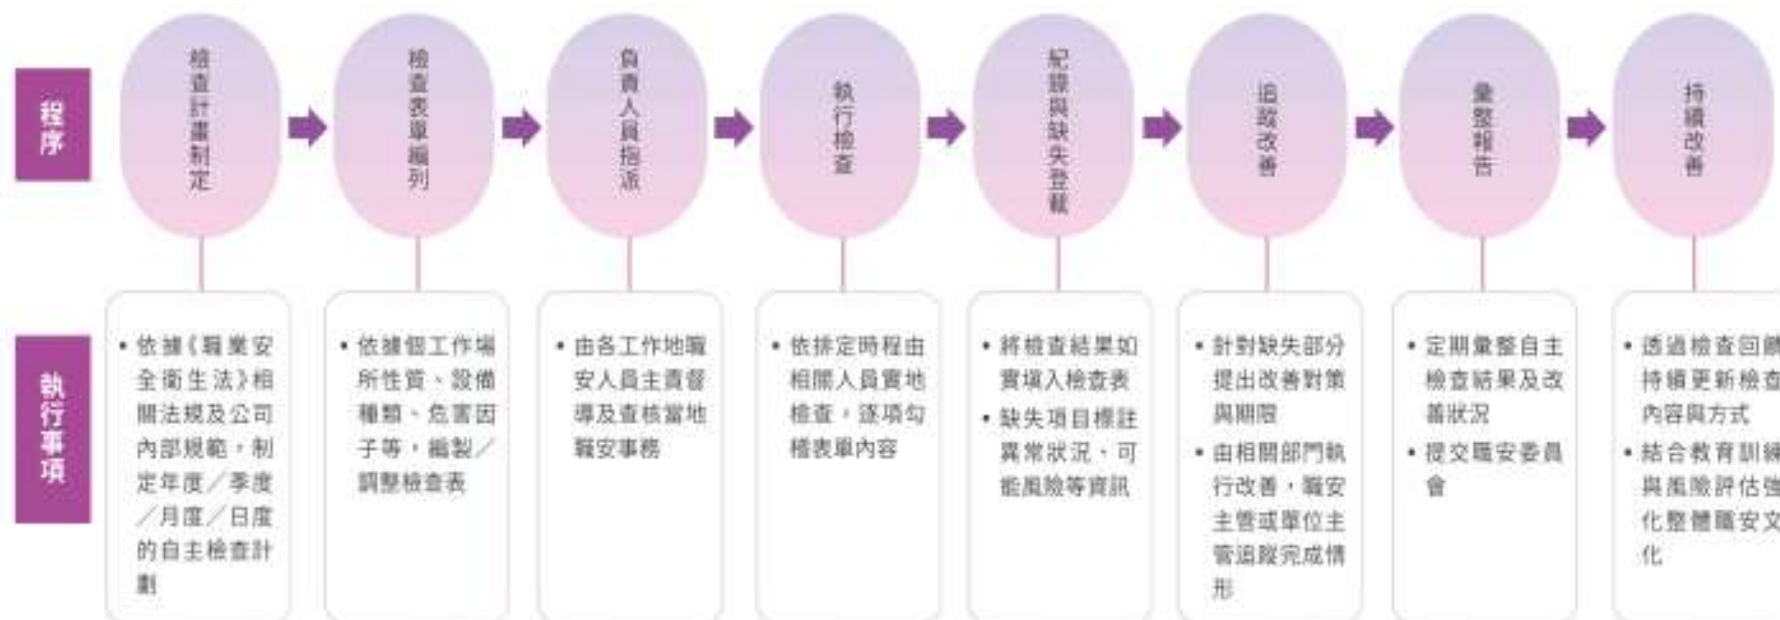 程序
檢查計畫制定
檢查表單編列
負責人員指派
執行檢查
紀錄與缺失登載
追蹤改善
彙整報告
持續改善
執行事項
• 依據《職業安
全衛生法》相
關法規及公司
內部規範，制
定年度／季度
／月度／日度
的自主檢查計
劃
• 依據個工作場
所性質、設備
種類、危害因
子等，編製／
調整檢查表
• 由各工作地職
安人員主責督
導及查核當地
職安事務
• 依排定時程由
相關人員實地
檢查，逐項勾
稽表單內容
• 將檢查結果如
實填入檢查表
• 缺失項目標註
異常狀況、可
能風險等資訊
• 針對缺失部分
提出改善對策
與期限
• 由相關部門執
行改善，職安
主管或單位主
管追蹤完成情
形
• 定期彙整自主
檢查結果及改
善狀況
• 提交職安委員
會
• 透過檢查回饋
持續更新檢查
內容與方式
• 結合教育訓練
與風險評估強
化整體職安文
化